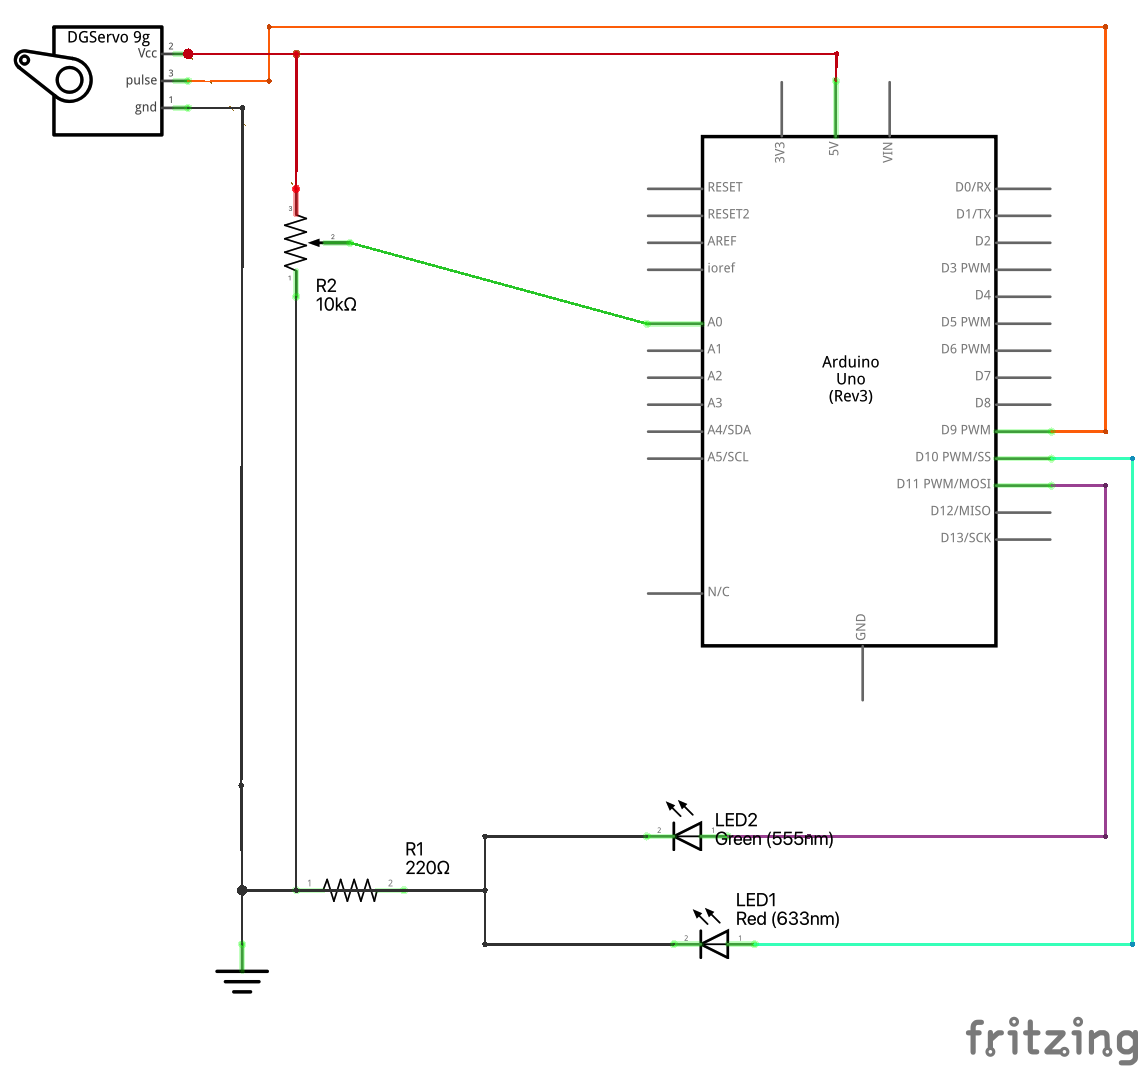 DGServo 9g
Vcc
2
pulse
3
gnd
1
3V3
5V
VIN
RESET
RESET2
AREF
ioref
A0
A1
A2
A3
A4/SDA
A5/SCL
N/C
Arduino
Uno
(Rev3)
D0/RX
D1/TX
D2
D3 PWM
D4
D5 PWM
D6 PWM
D7
D8
D9 PWM
D10 PWM/SS
D11 PWM/MOSI
D12/MISO
D13/SCK
GND
3
2
1
R2
10kΩ
R1
220Ω
1
2
LED2
Green (555nm)
2
1
LED1
Red (633nm)
2
1
fritzing